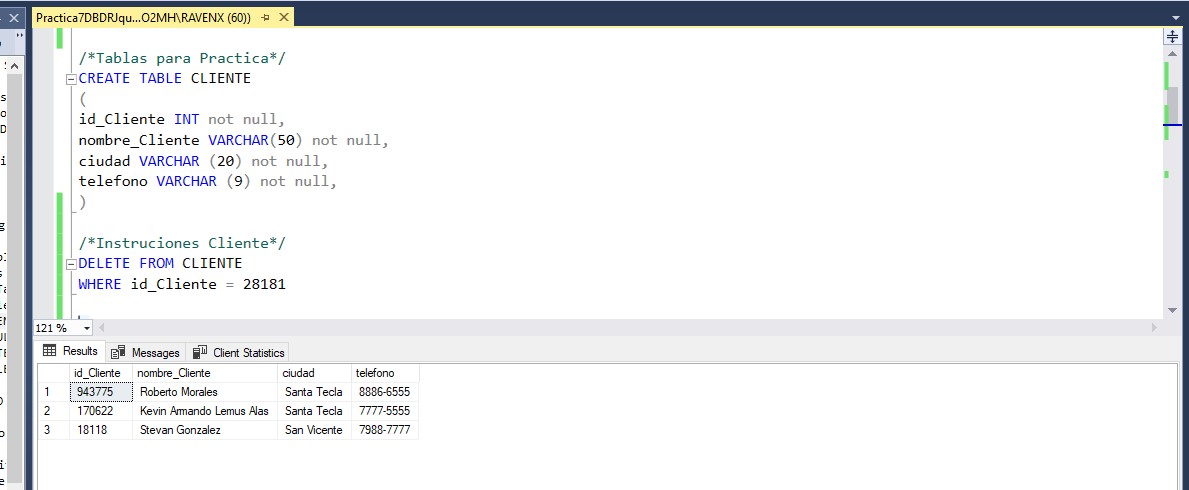 Practica7DBDRJqu...O2MH\RAVENX (60))
/*Tablas para Practica*/
CREATE TABLE CLIENTE
(
id_Cliente INT not null,
nombre_Cliente VARCHAR(50) not null,
ciudad VARCHAR (20) not null,
telefono VARCHAR (9) not null,
)
/*Instruciones Cliente*/
DELETE FROM CLIENTE
WHERE id_Cliente = 28181
121 %
Results Messages Client Statistics
id_Cliente nombre_Cliente ciudad telefono
1 943775 Roberto Morales Santa Tecla 8886-6555
2 170622 Kevin Armando Lemus Alas Santa Tecla 7777-5555
3 18118 Stevan Gonzalez San Vicente 7988-7777